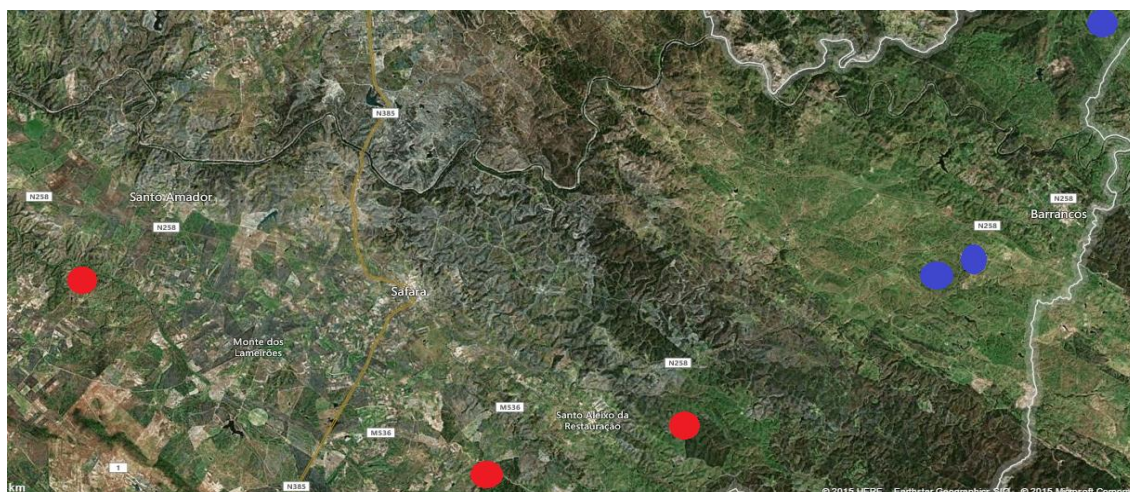 N385
N258
Santo Amador
N258
N258
N258
Barrancos
Safara
Monte dos
Lameirões
N258
M536
Santo Aleixo da
Restauração
M536
1
km
N385
© 2015 HERE Earthstar Geographics SIO © 2015 Microsoft Corpor